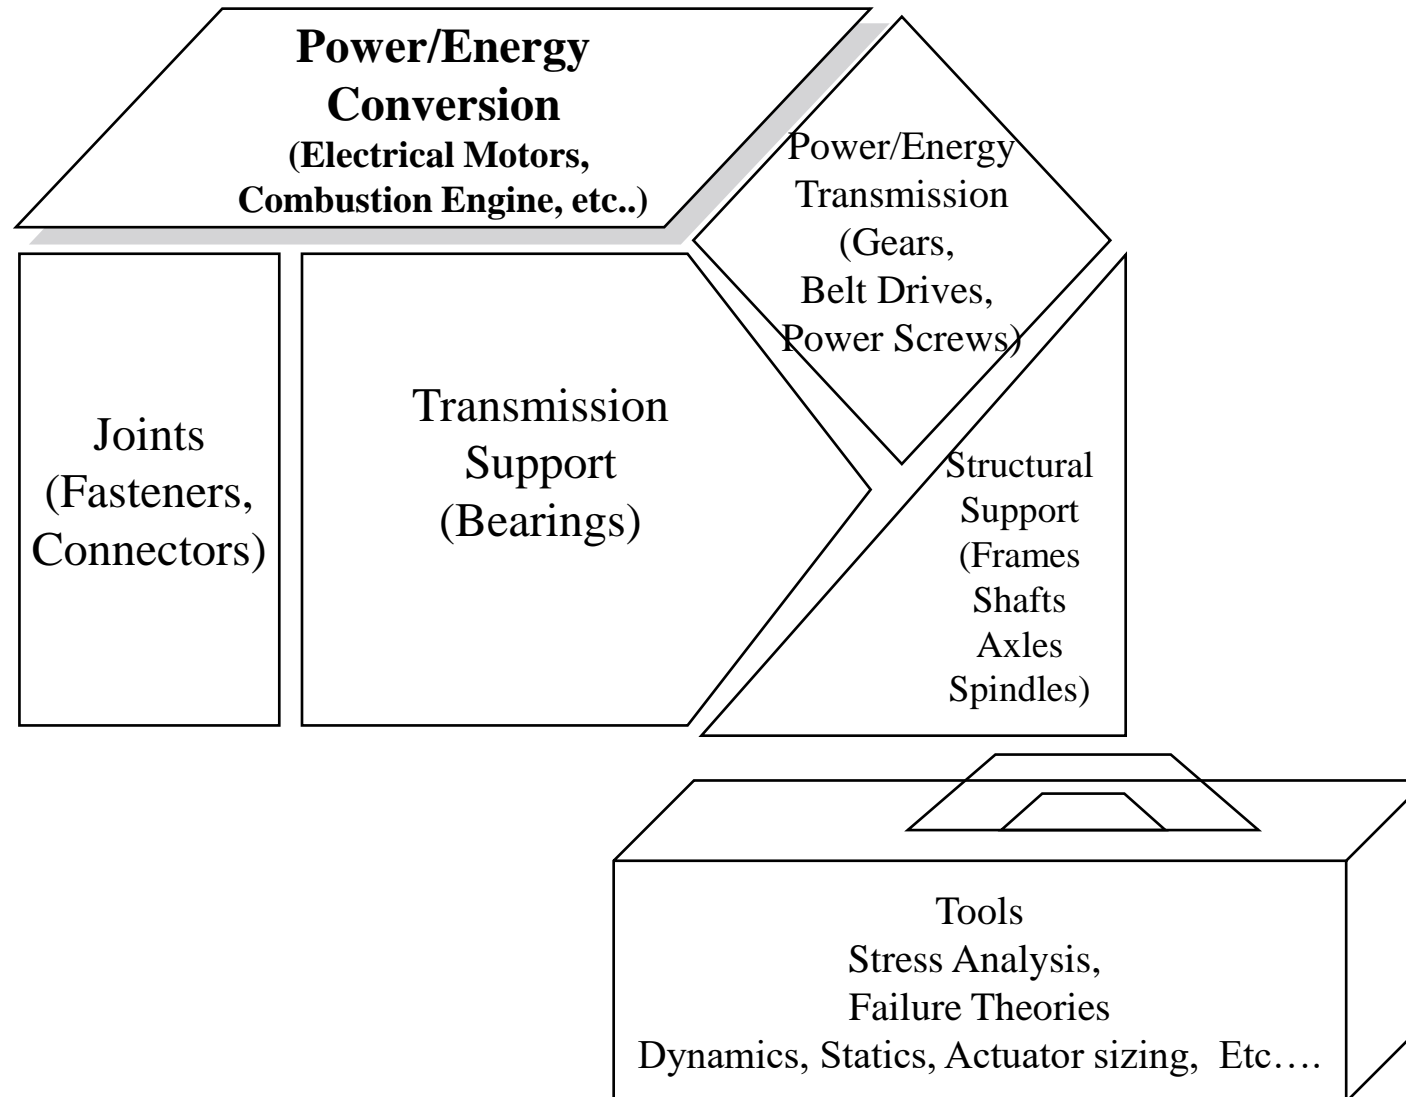 Power/Energy
Conversion
(Electrical Motors,
Combustion Engine, etc..)
Power/Energy
Transmission
(Gears,
Belt Drives,
Power Screws)
Joints
(Fasteners,
Connectors)
Transmission
Support
(Bearings)
Structural
Support
(Frames
Shafts
Axles
Spindles)
Tools
Stress Analysis,
Failure Theories
Dynamics, Statics, Actuator sizing,  Etc….